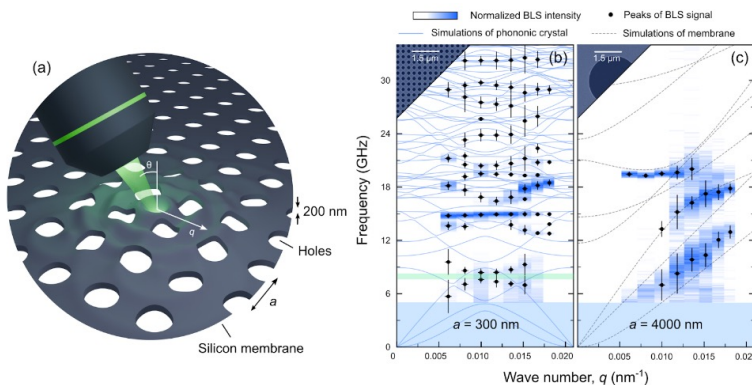 Normalized BLS intensity
Peaks of BLS signal
Simulations of phononic crystal
Simulations of membrane
(a)
θ
q
200 nm
Holes
a
Silicon membrane
1.5 µm
(b)
1.5 µm
(c)
Frequency (GHz)
30
24
18
12
6
0
a = 300 nm
a = 4000 nm
0 0.005 0.010 0.015 0.020
0 0.005 0.010 0.015 0.020
Wave number, q (nm⁻¹)